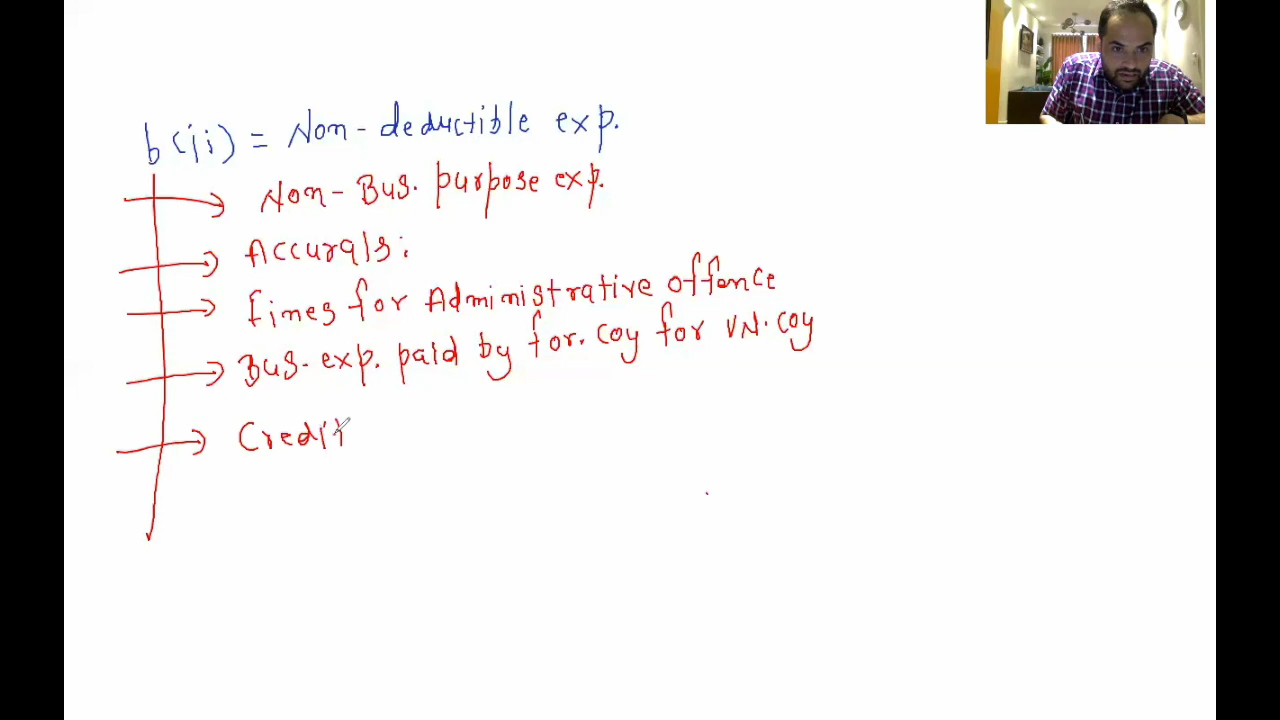 b(ii) = Non-deductible exp.
Non-Bus. purpose exp.
Accurals:
Fines for Administrative offence
Bus. exp. paid by for. coy for VN. coy
Credit